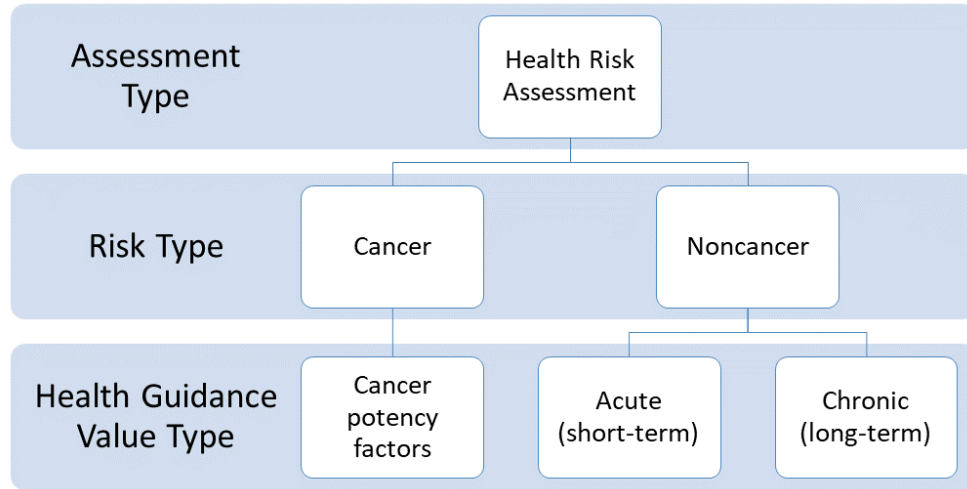 Assessment
Type
Health Risk
Assessment
Risk Type
Cancer
Noncancer
Health Guidance
Value Type
Cancer
potency
factors
Acute
(short-term)
Chronic
(long-term)